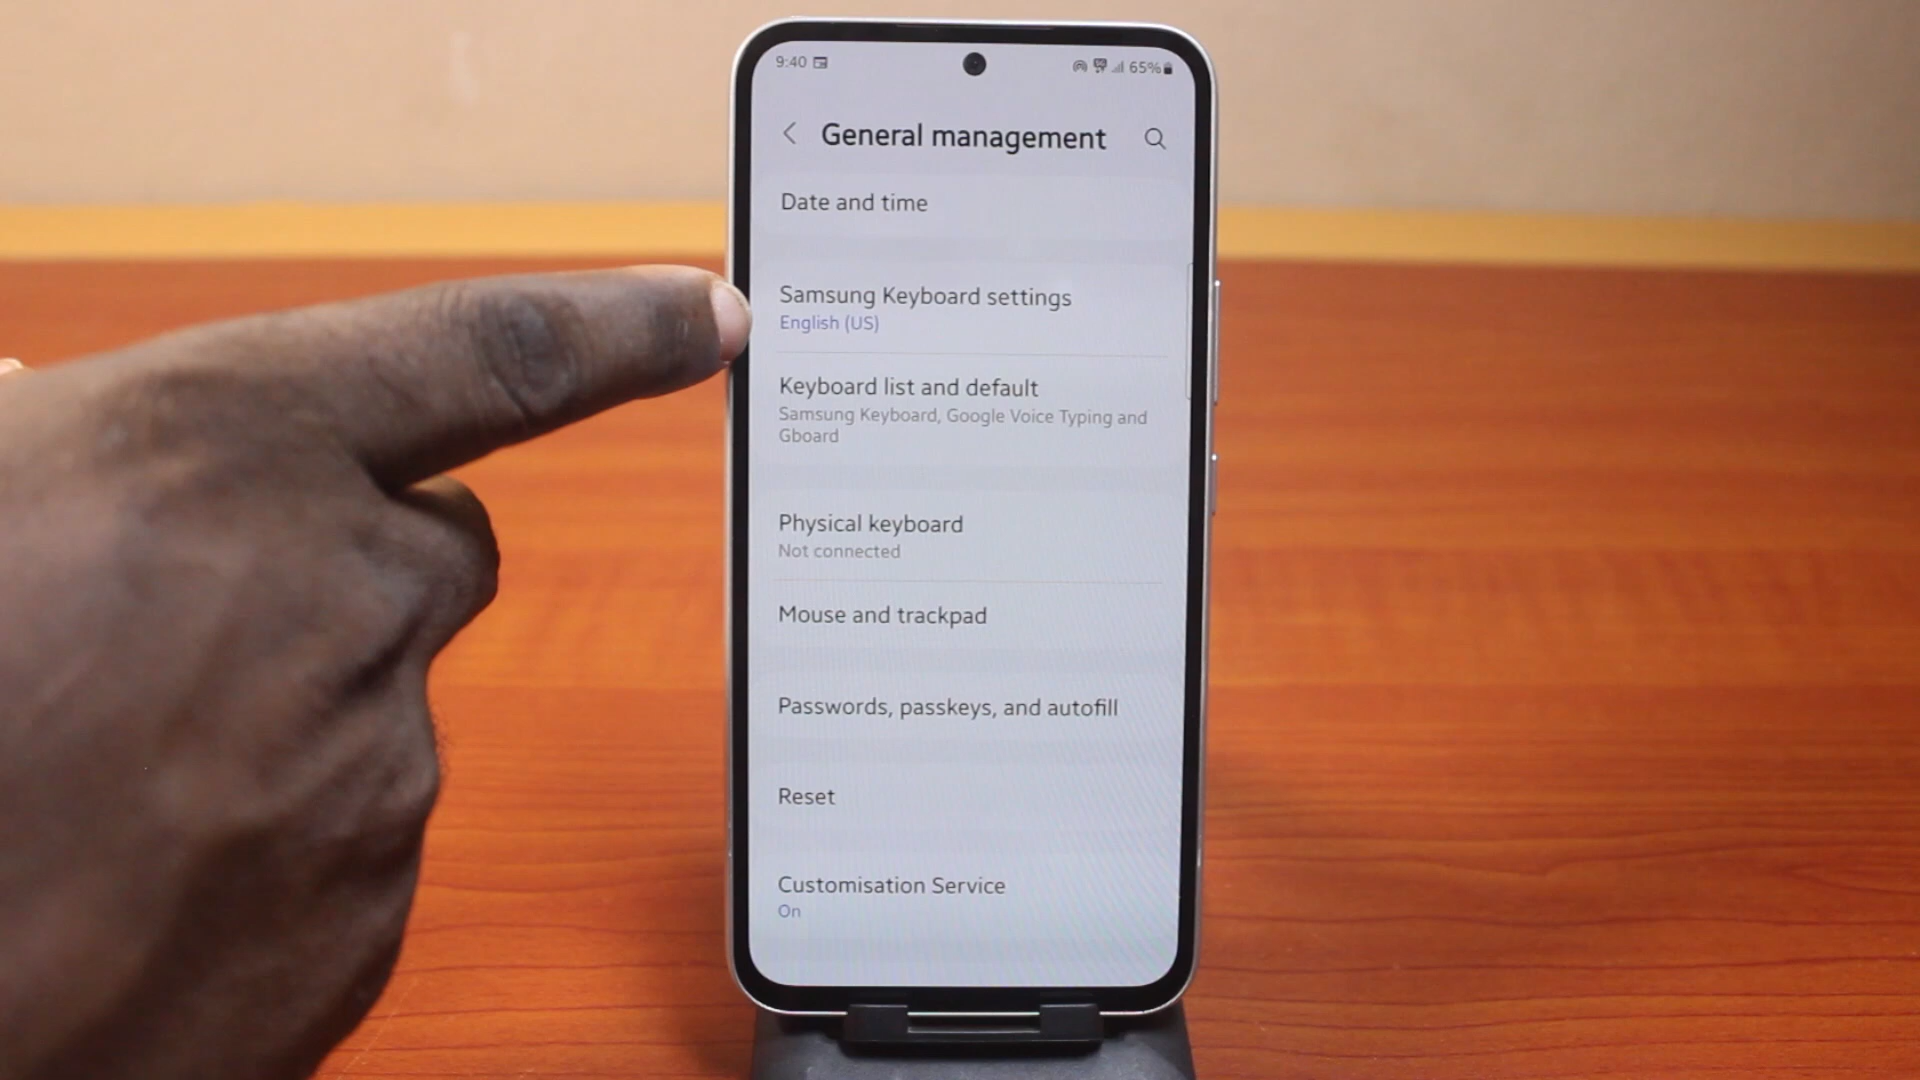 9:40
65%
General management
Date and time
Samsung Keyboard settings
English (US)
Keyboard list and default
Samsung Keyboard, Google Voice Typing and
Gboard
Physical keyboard
Not connected
Mouse and trackpad
Passwords, passkeys, and autofill
Reset
Customisation Service
On